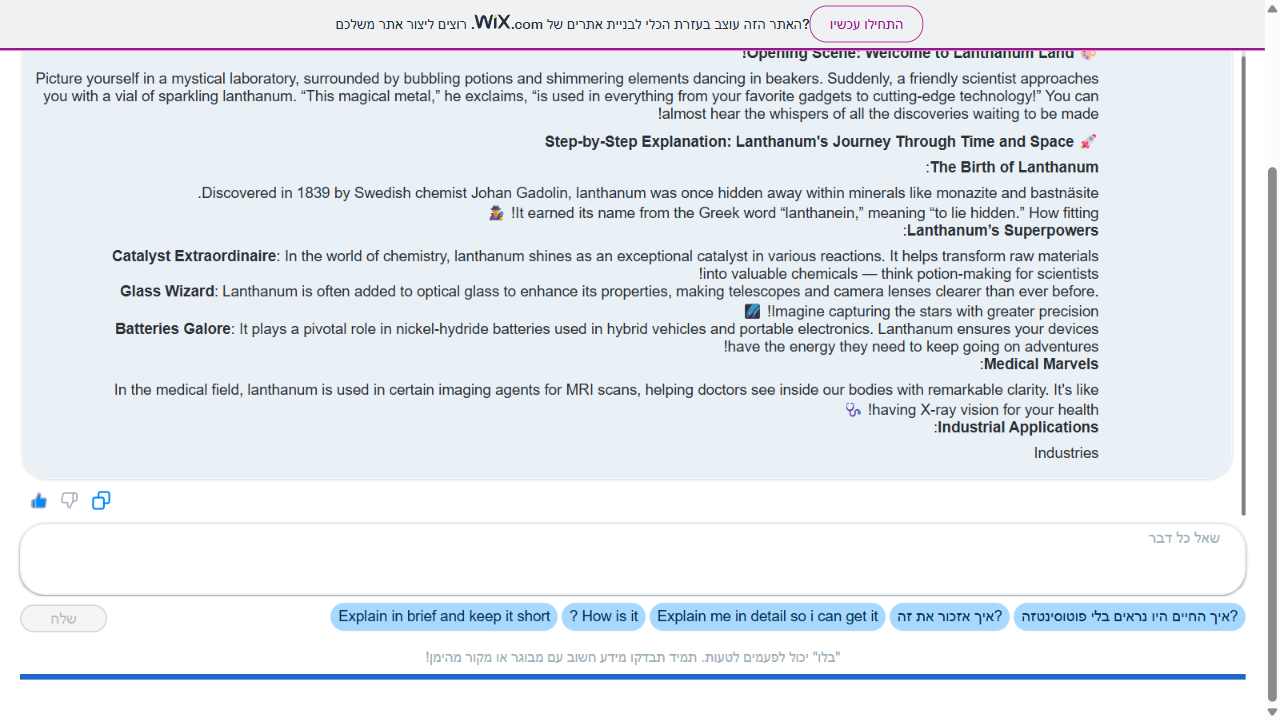 האתר הזה עוצב בעזרת הכלי לבניית אתרים של WiX.com. רוצים ליצור אתר משלכם?
התחילו עכשיו
Opening Scene: Welcome to Lanthanum Land!
Picture yourself in a mystical laboratory, surrounded by bubbling potions and shimmering elements dancing in beakers. Suddenly, a friendly scientist approaches
you with a vial of sparkling lanthanum. “This magical metal,” he exclaims, “is used in everything from your favorite gadgets to cutting-edge technology!” You can
almost hear the whispers of all the discoveries waiting to be made!
🚀 Step-by-Step Explanation: Lanthanum's Journey Through Time and Space
The Birth of Lanthanum:
Discovered in 1839 by Swedish chemist Johan Gadolin, lanthanum was once hidden away within minerals like monazite and bastnäsite.
It earned its name from the Greek word “lanthanein,” meaning “to lie hidden.” How fitting!
Lanthanum’s Superpowers:
Catalyst Extraordinaire: In the world of chemistry, lanthanum shines as an exceptional catalyst in various reactions. It helps transform raw materials
into valuable chemicals — think potion-making for scientists!
Glass Wizard: Lanthanum is often added to optical glass to enhance its properties, making telescopes and camera lenses clearer than ever before.
Imagine capturing the stars with greater precision!
Batteries Galore: It plays a pivotal role in nickel-hydride batteries used in hybrid vehicles and portable electronics. Lanthanum ensures your devices
have the energy they need to keep going on adventures!
Medical Marvels:
In the medical field, lanthanum is used in certain imaging agents for MRI scans, helping doctors see inside our bodies with remarkable clarity. It's like
having X-ray vision for your health!
Industrial Applications:
Industries
שאל כל דבר
איך החיים היו נראים בלי פוטוסינטזה?
איך אזכור את זה?
Explain me in detail so i can get it
How is it ?
Explain in brief and keep it short
שלח
"בלו" יכול לפעמים לטעות. תמיד תבדקו מידע חשוב עם מבוגר או מקור מהימן!